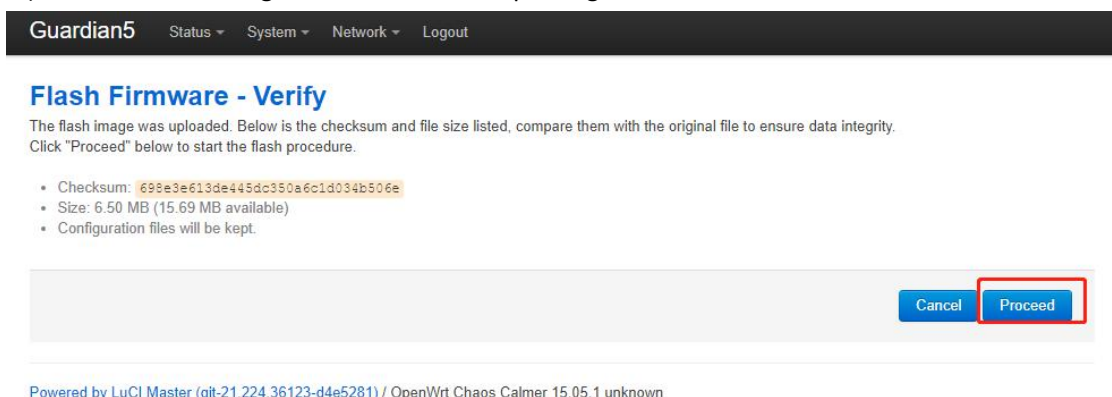 Guardian5 Status System Network Logout
Flash Firmware - Verify
The flash image was uploaded. Below is the checksum and file size listed, compare them with the original file to ensure data integrity.
Click "Proceed" below to start the flash procedure.
Checksum: 698e3e613de445dc350a6c1d034b506e
Size: 6.50 MB (15.69 MB available)
Configuration files will be kept.
Cancel Proceed
Powered by LuCI Master (git-21.224.36123-d4e5281) / OpenWrt Chaos Calmer 15.05.1 unknown